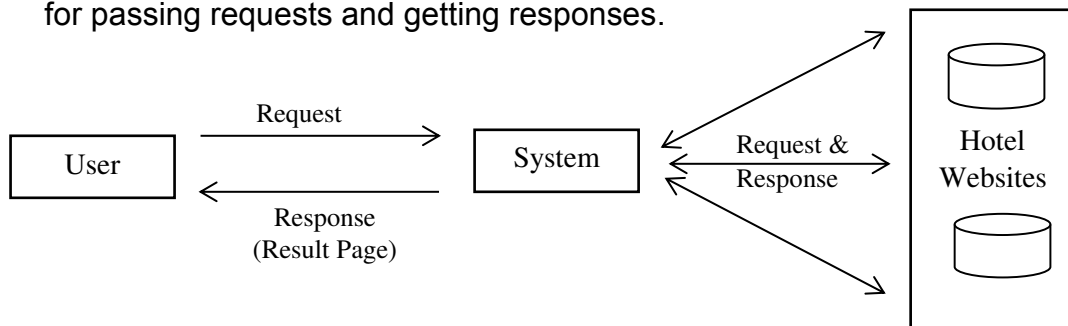 for passing requests and getting responses.
Request
User
System
Request &
Response
Hotel
Websites
Response
(Result Page)